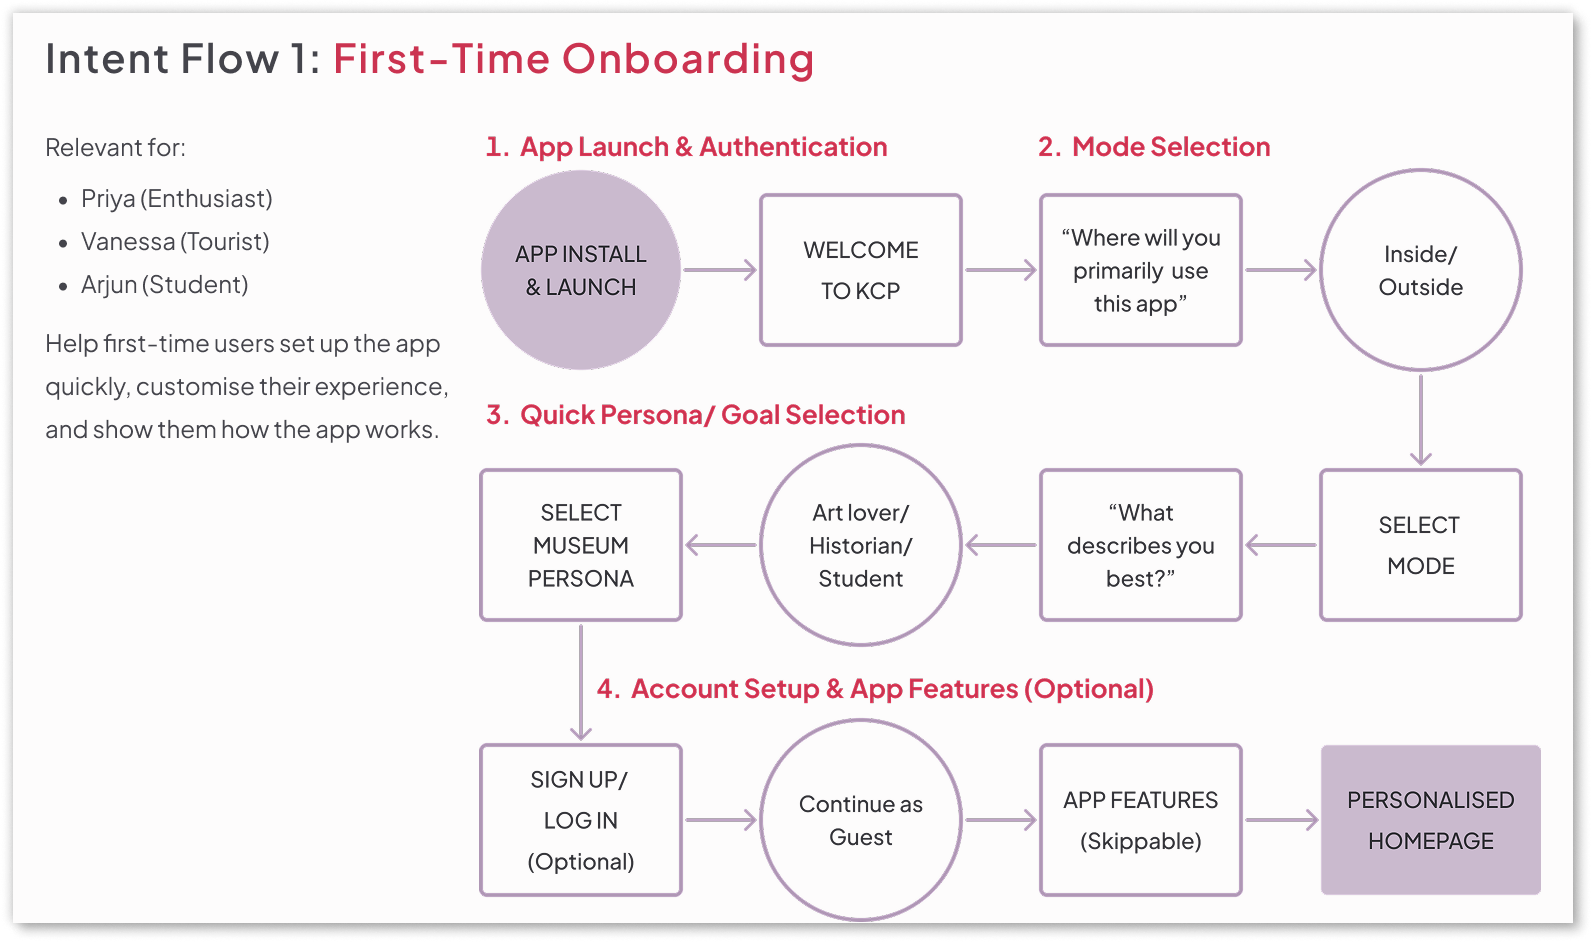 Intent Flow 1: First-Time Onboarding
Relevant for:
• Priya (Enthusiast)
• Vanessa (Tourist)
• Arjun (Student)
Help first-time users set up the app
quickly, customise their experience,
and show them how the app works.
1. App Launch & Authentication
2. Mode Selection
APP INSTALL
& LAUNCH
WELCOME
TO KCP
“Where will you
primarily use
this app”
Inside/
Outside
3. Quick Persona/ Goal Selection
SELECT
MODE
“What
describes you
best?”
Art lover/
Historian/
Student
SELECT
MUSEUM
PERSONA
4. Account Setup & App Features (Optional)
SIGN UP/
LOG IN
(Optional)
Continue as
Guest
APP FEATURES
(Skippable)
PERSONALISED
HOMEPAGE